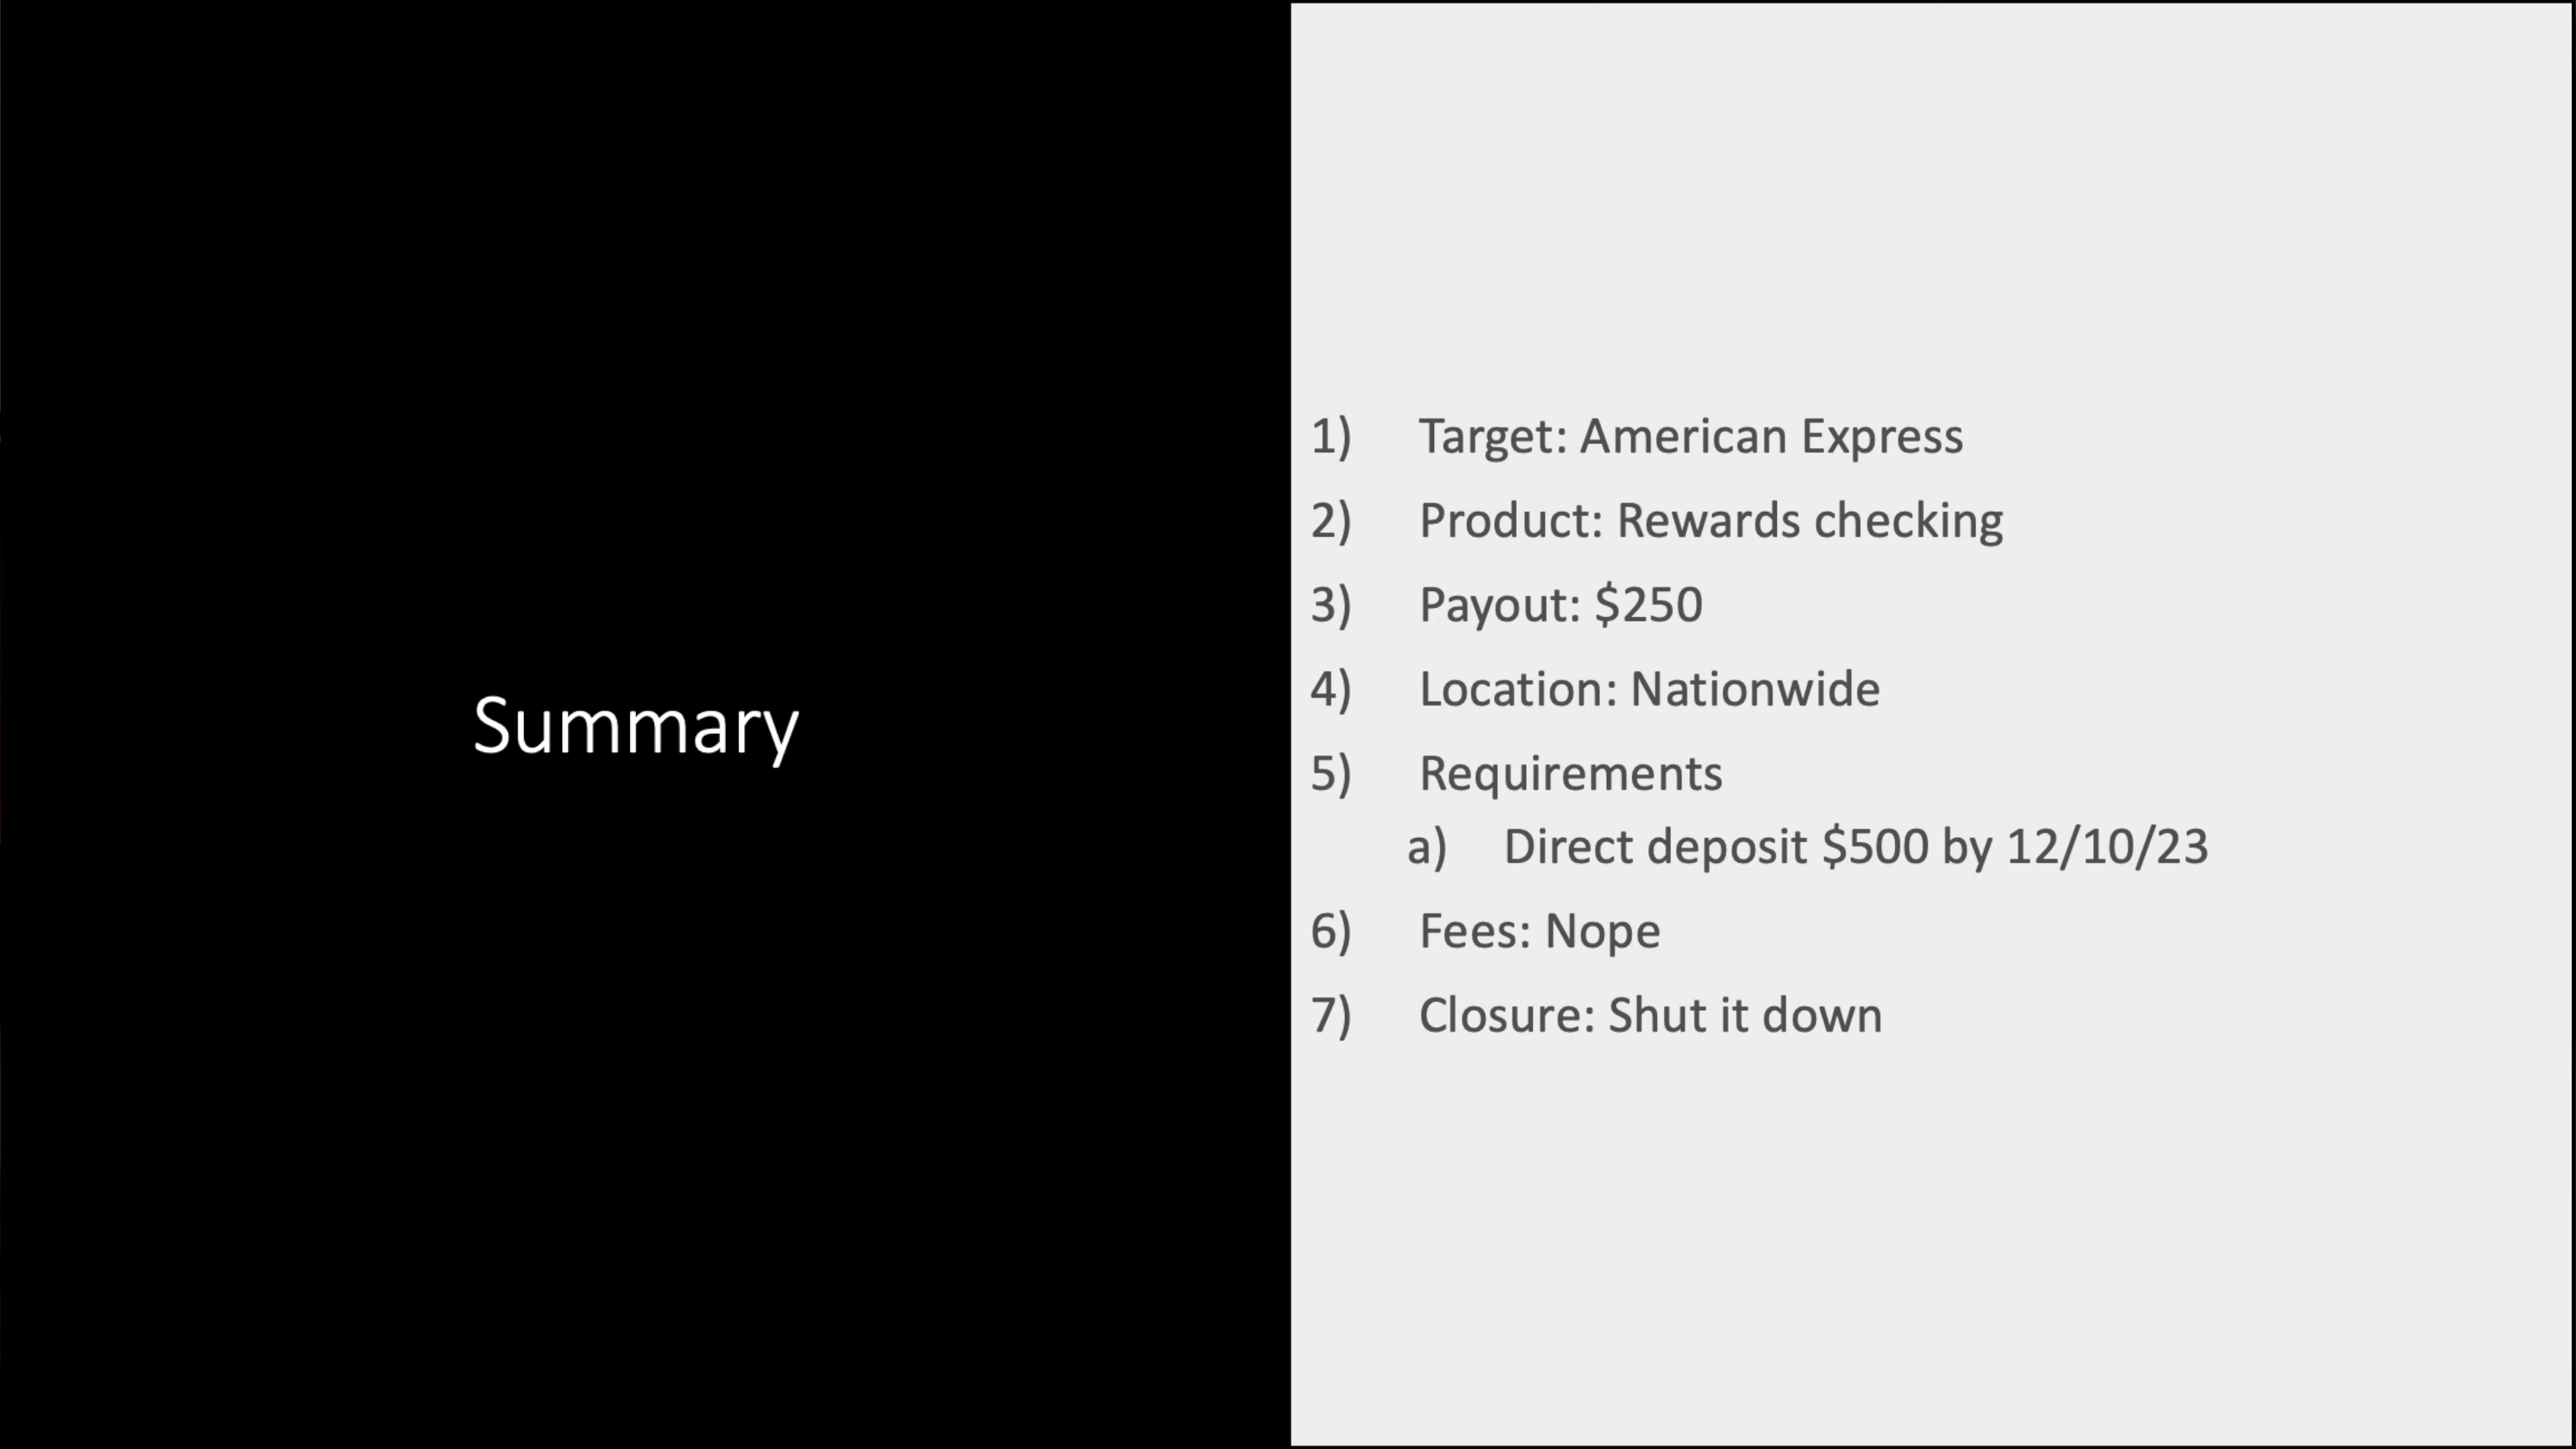 Summary
1) Target: American Express
2) Product: Rewards checking
3) Payout: $250
4) Location: Nationwide
5) Requirements
a) Direct deposit $500 by 12/10/23
6) Fees: Nope
7) Closure: Shut it down